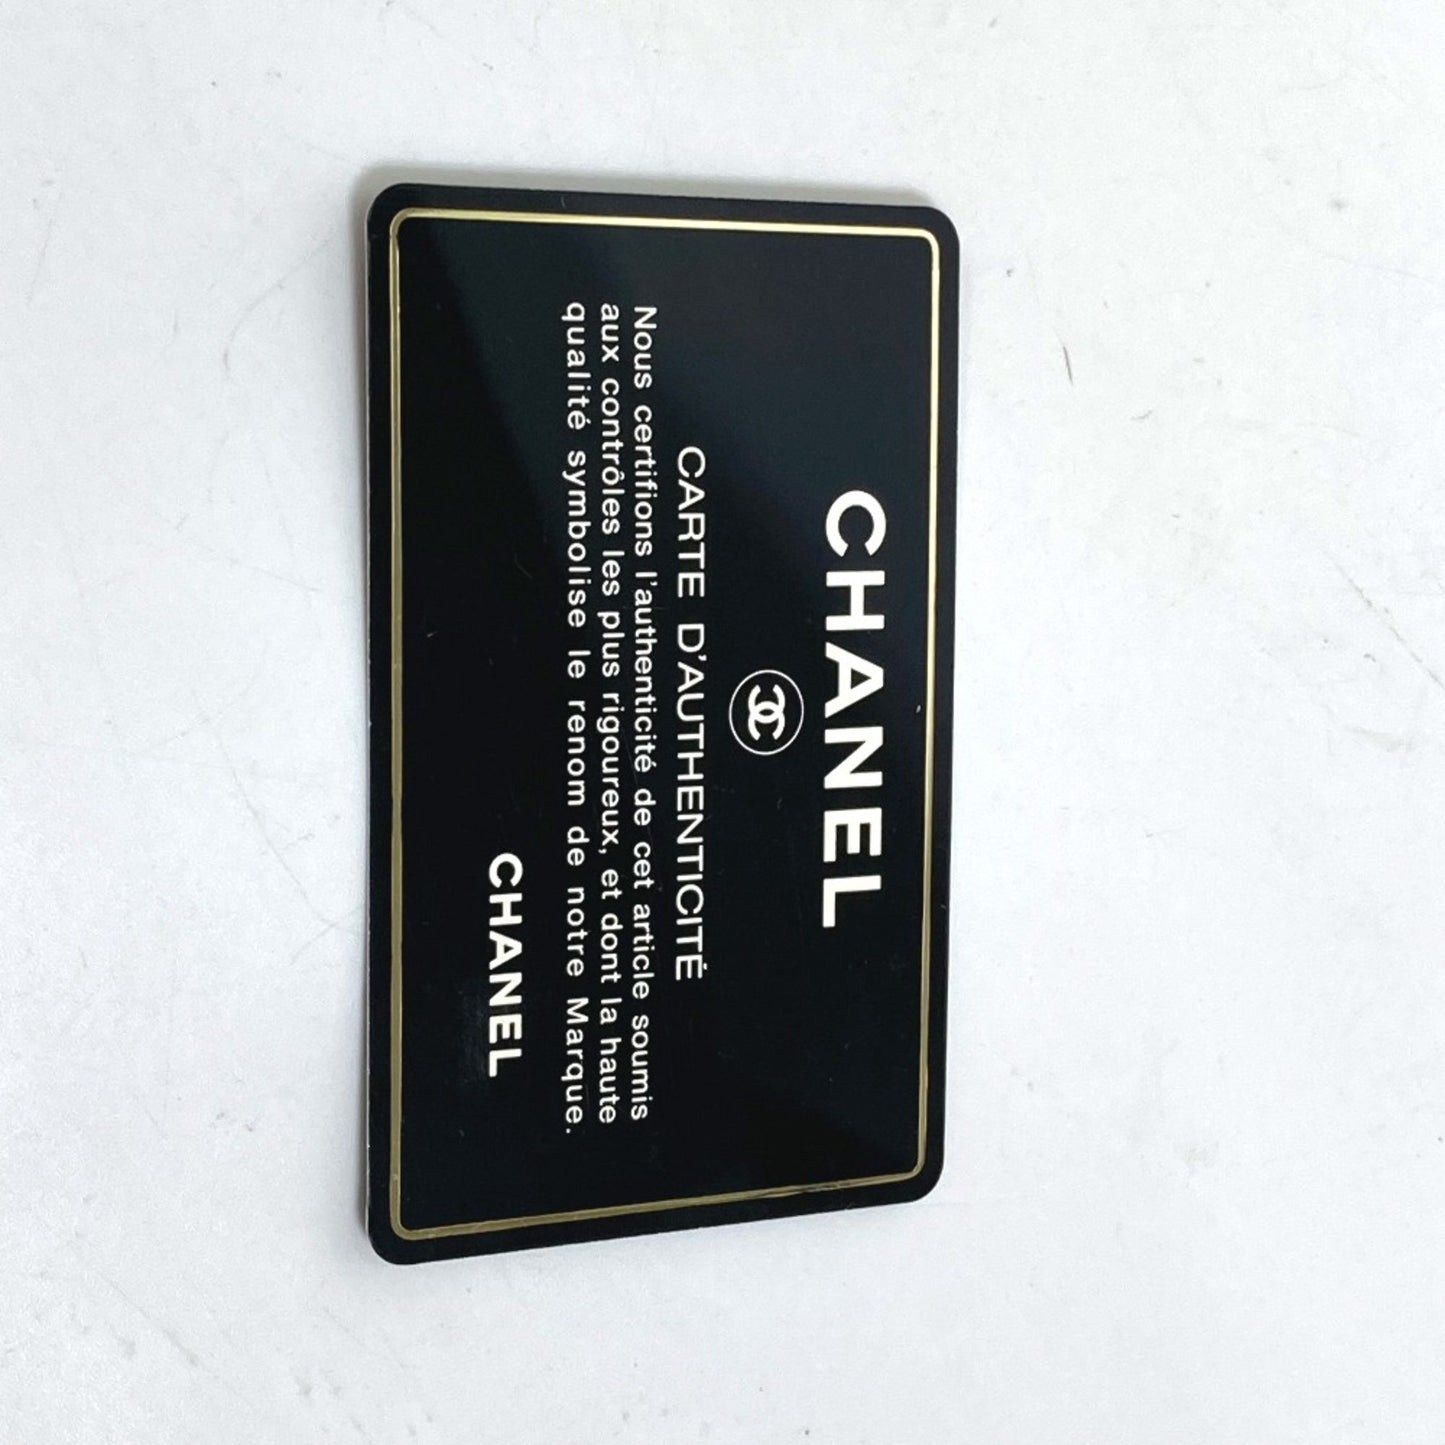 CHANEL
CARTE D'AUTHENTICITÉ
Nous certifions l'authenticité de cet article soumis
aux contrôles les plus rigoureux, et dont la haute
qualité symbolise le renom de notre Marque.
CHANEL